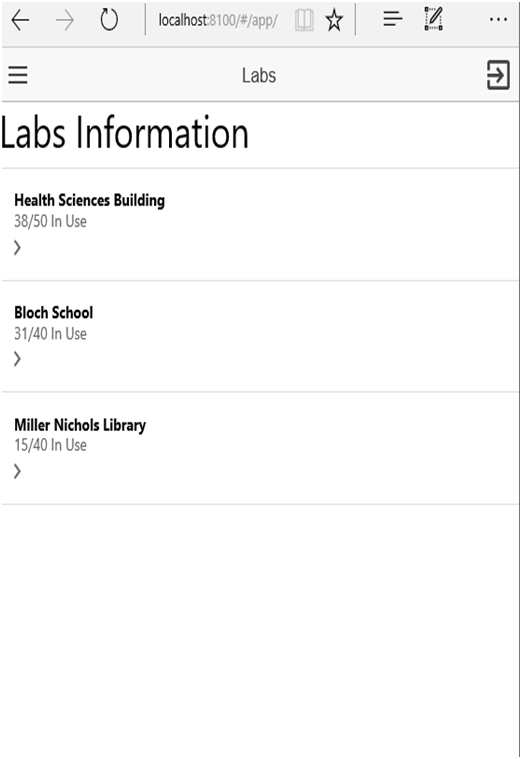 localhost:8100/#/app/
Labs
Labs Information
Health Sciences Building
38/50 In Use
Bloch School
31/40 In Use
Miller Nichols Library
15/40 In Use